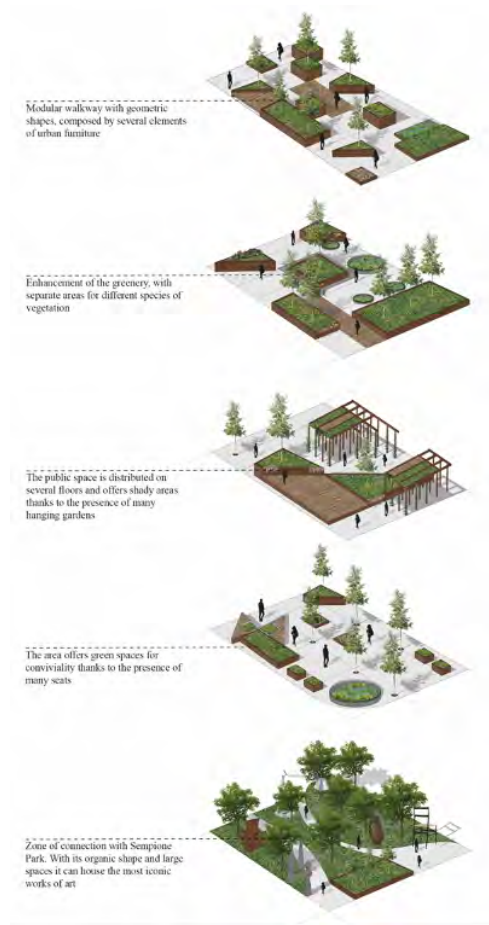 Modular walkway with geometric
shapes, composed by several elements
of urban furniture
Enhancement of the greenery, with
separate areas for different species of
vegetation
The public space is distributed on
several floors and offers shady areas
thanks to the presence of many
hanging gardens
The area offers green spaces for
conviviality thanks to the presence of
many seats
Zone of connection with Sempione
Park. With its organic shape and large
spaces it can house the most iconic
works of art